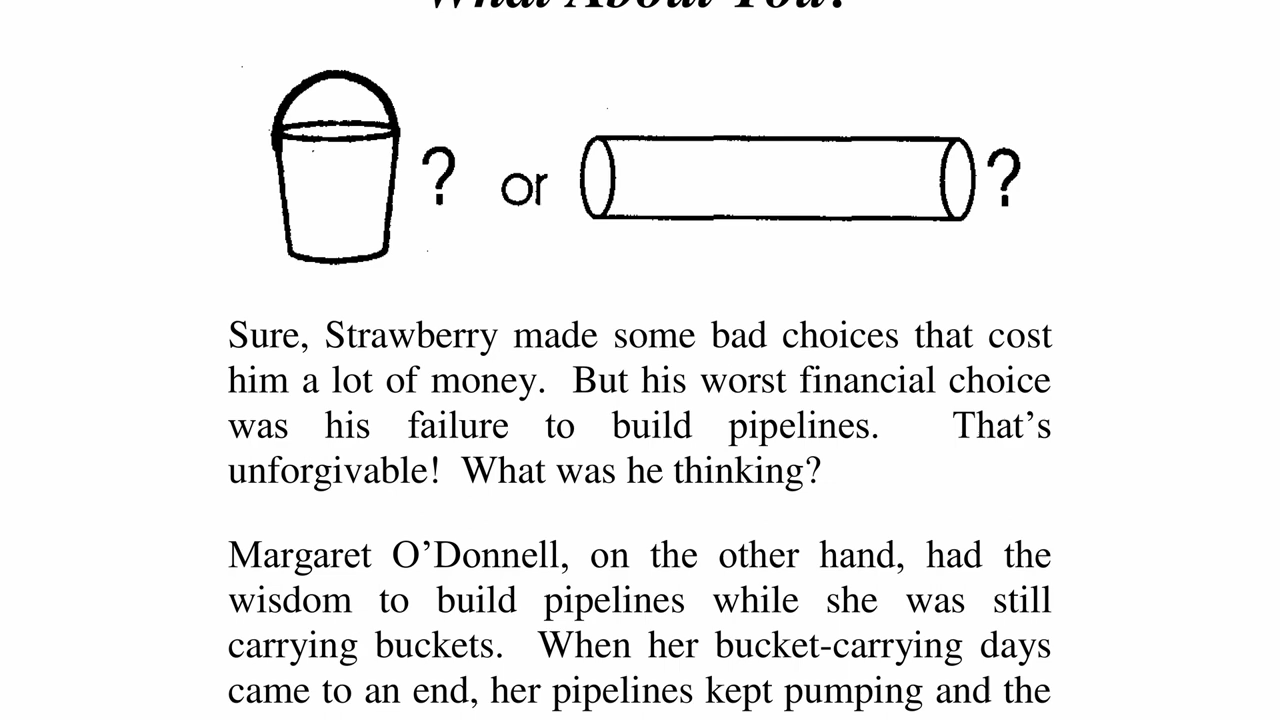 What About You?
? or ?
Sure, Strawberry made some bad choices that cost
him a lot of money. But his worst financial choice
was his failure to build pipelines. That’s
unforgivable! What was he thinking?
Margaret O’Donnell, on the other hand, had the
wisdom to build pipelines while she was still
carrying buckets. When her bucket-carrying days
came to an end, her pipelines kept pumping and the